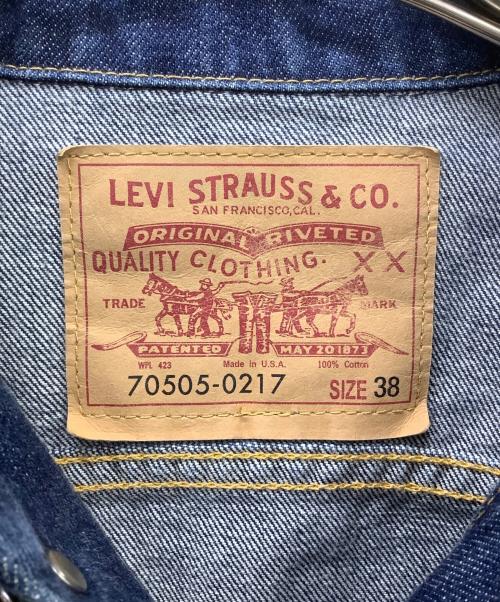 LEVI STRAUSS & CO.
SAN FRANCISCO, CAL.
ORIGINAL RIVETED
QUALITY CLOTHING. X X
TRADE MARK
PATENTED MAY 20 1873
WPL 423 Made in U.S.A. 100% Cotton
70505-0217 SIZE 38